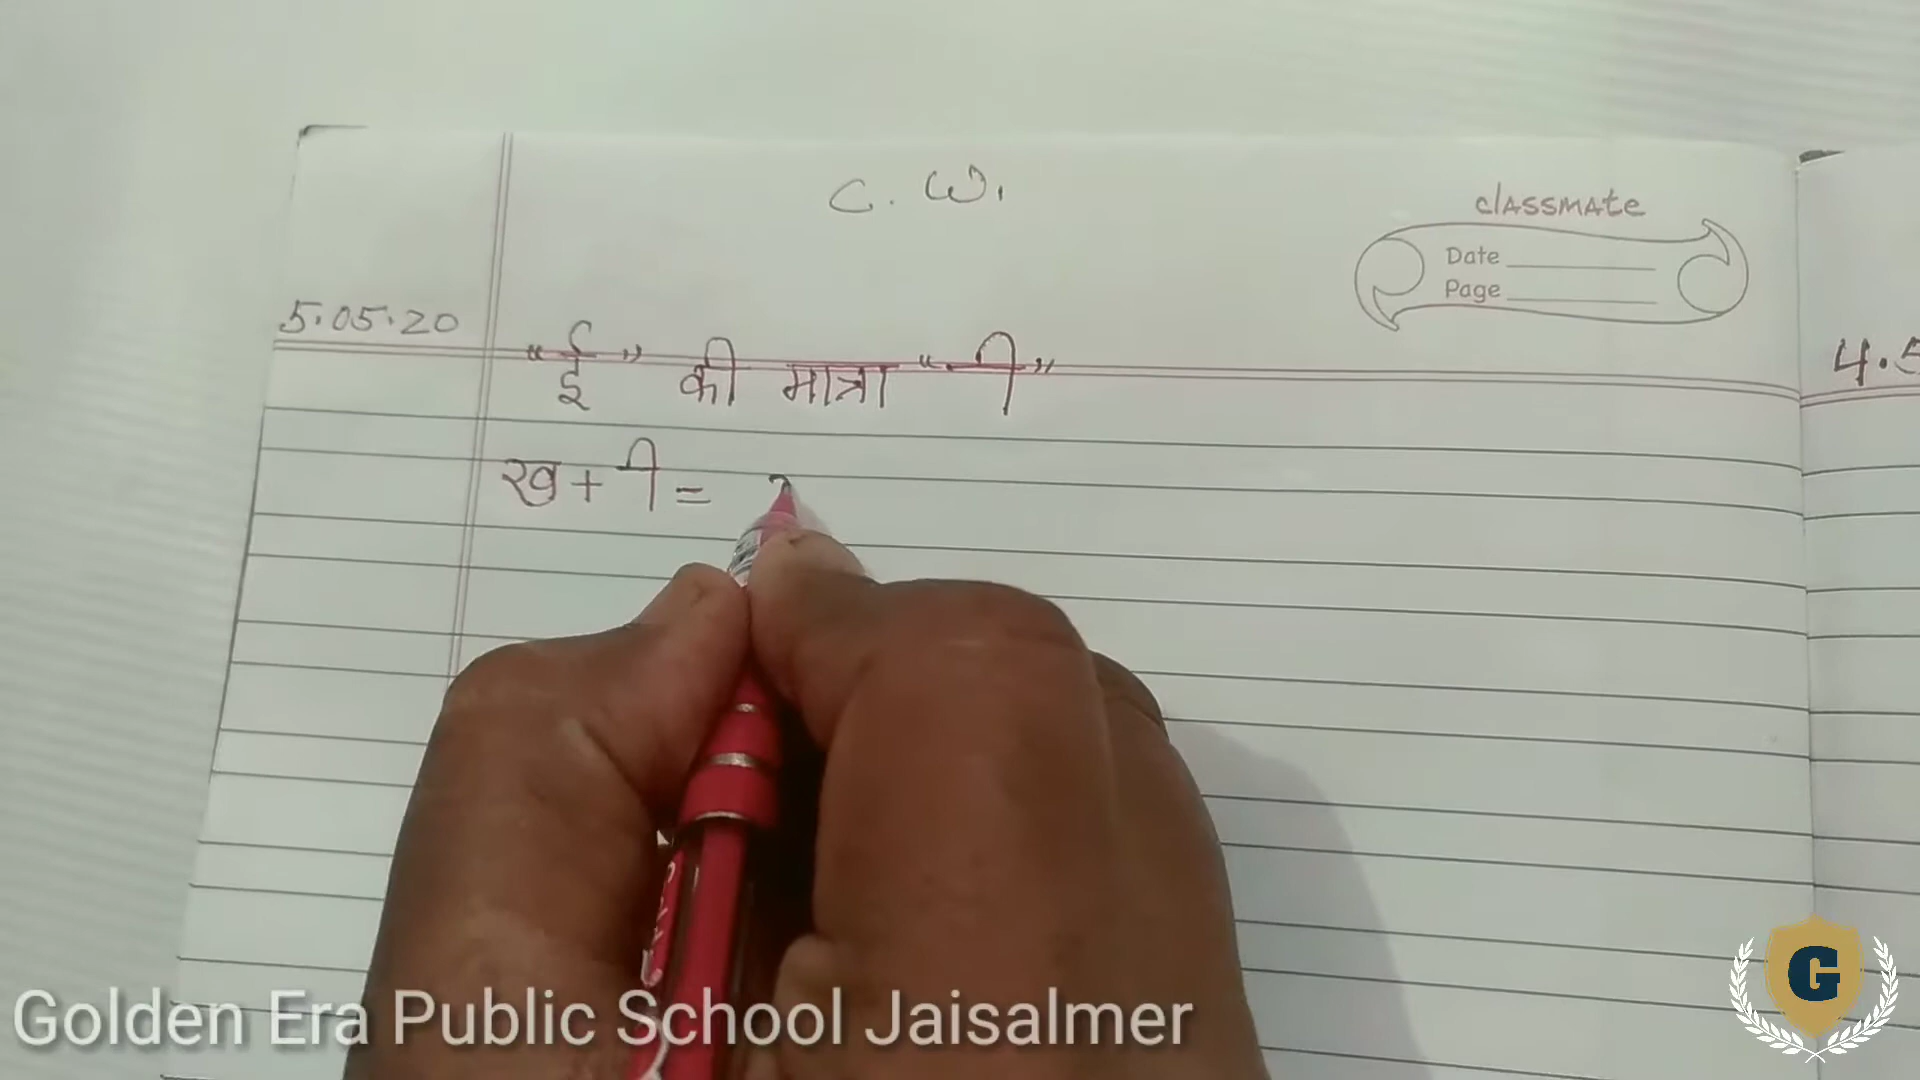 C.W.
classmate
Date
Page
5.05.20
"ई" की मात्रा "ी"
ख + ी =
Golden Era Public School Jaisalmer
G